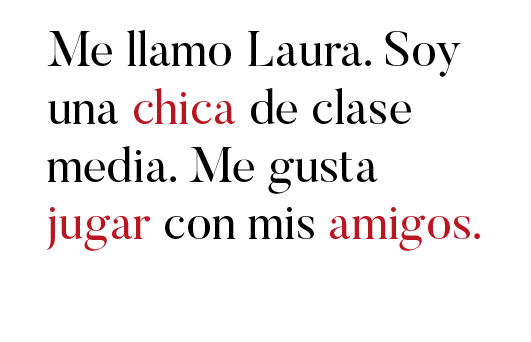 Me llamo Laura. Soy
una chica de clase
media. Me gusta
jugar con mis amigos.